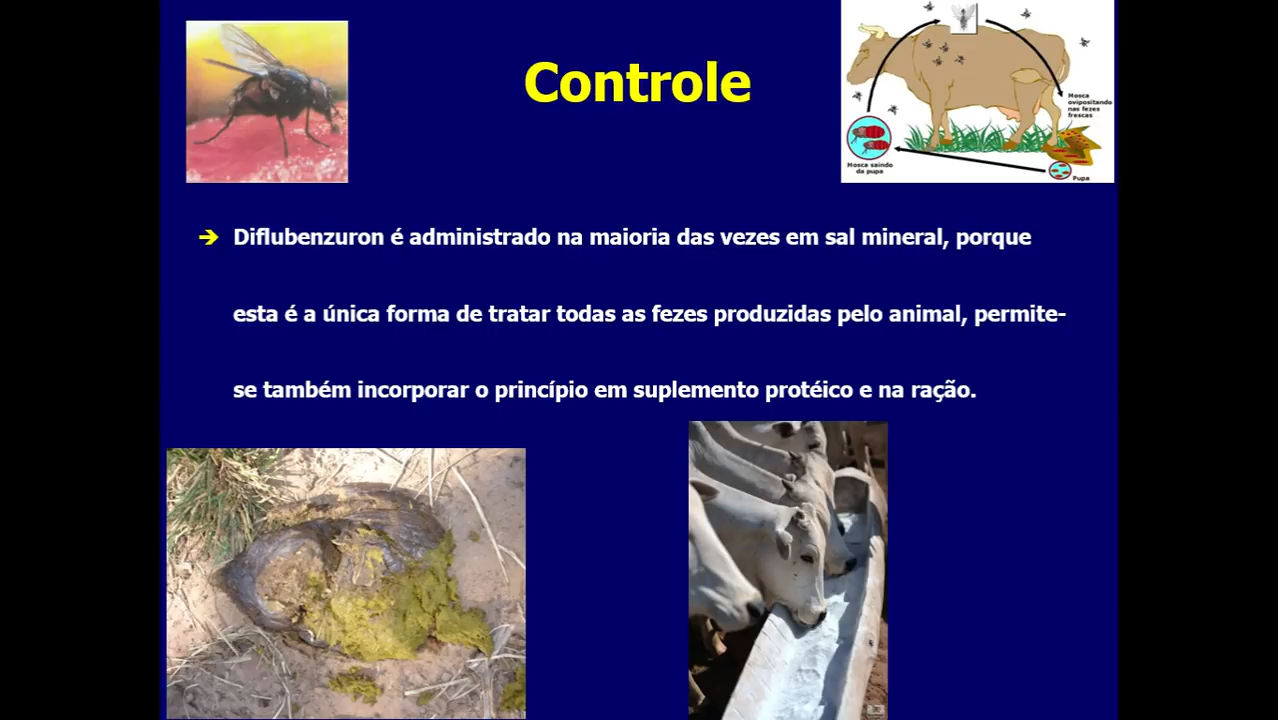 Controle
Mosca
ovipositando
nas fezes
frescas
Mosca saindo
da pupa
Pupa
Diflubenzuron é administrado na maioria das vezes em sal mineral, porque
esta é a única forma de tratar todas as fezes produzidas pelo animal, permite-
se também incorporar o princípio em suplemento protéico e na ração.